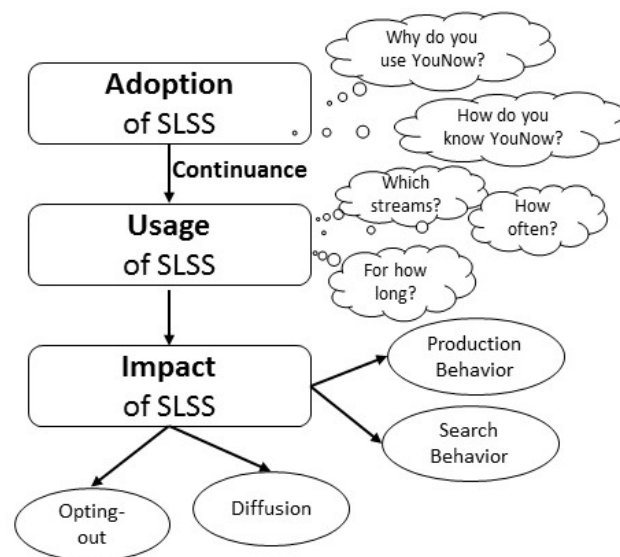 Why do you
use YouNow?
Adoption
of SLSS
How do you
know YouNow?
Continuance
Which
streams?
How
often?
Usage
of SLSS
For how
long?
Impact
of SLSS
Production
Behavior
Search
Behavior
Opting-
out
Diffusion